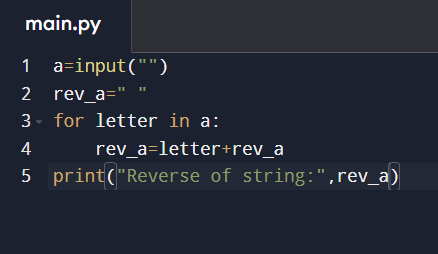 main.py
1 a=input("")
2 rev_a=" "
3 for letter in a:
4     rev_a=letter+rev_a
5 print("Reverse of string:",rev_a)